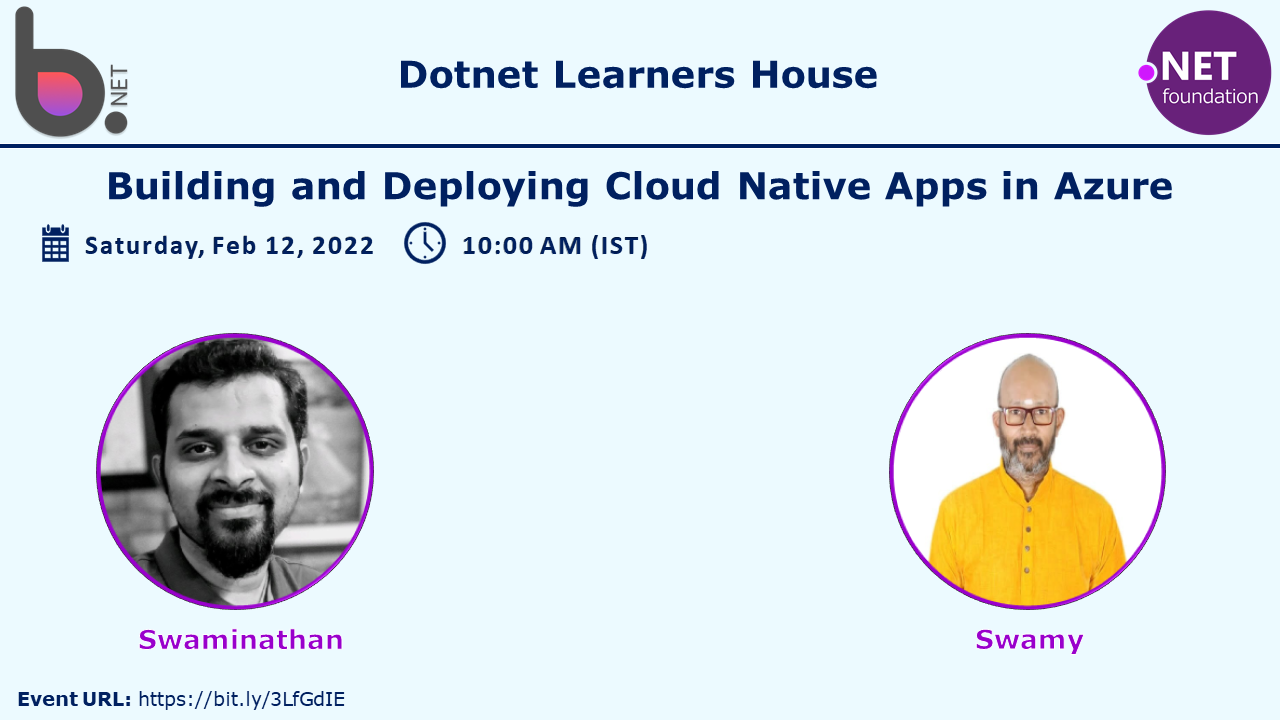 b.NET
Dotnet Learners House
.NET
foundation
Building and Deploying Cloud Native Apps in Azure
Saturday, Feb 12, 2022
10:00 AM (IST)
Swaminathan
Swamy
Event URL: https://bit.ly/3LfGdIE